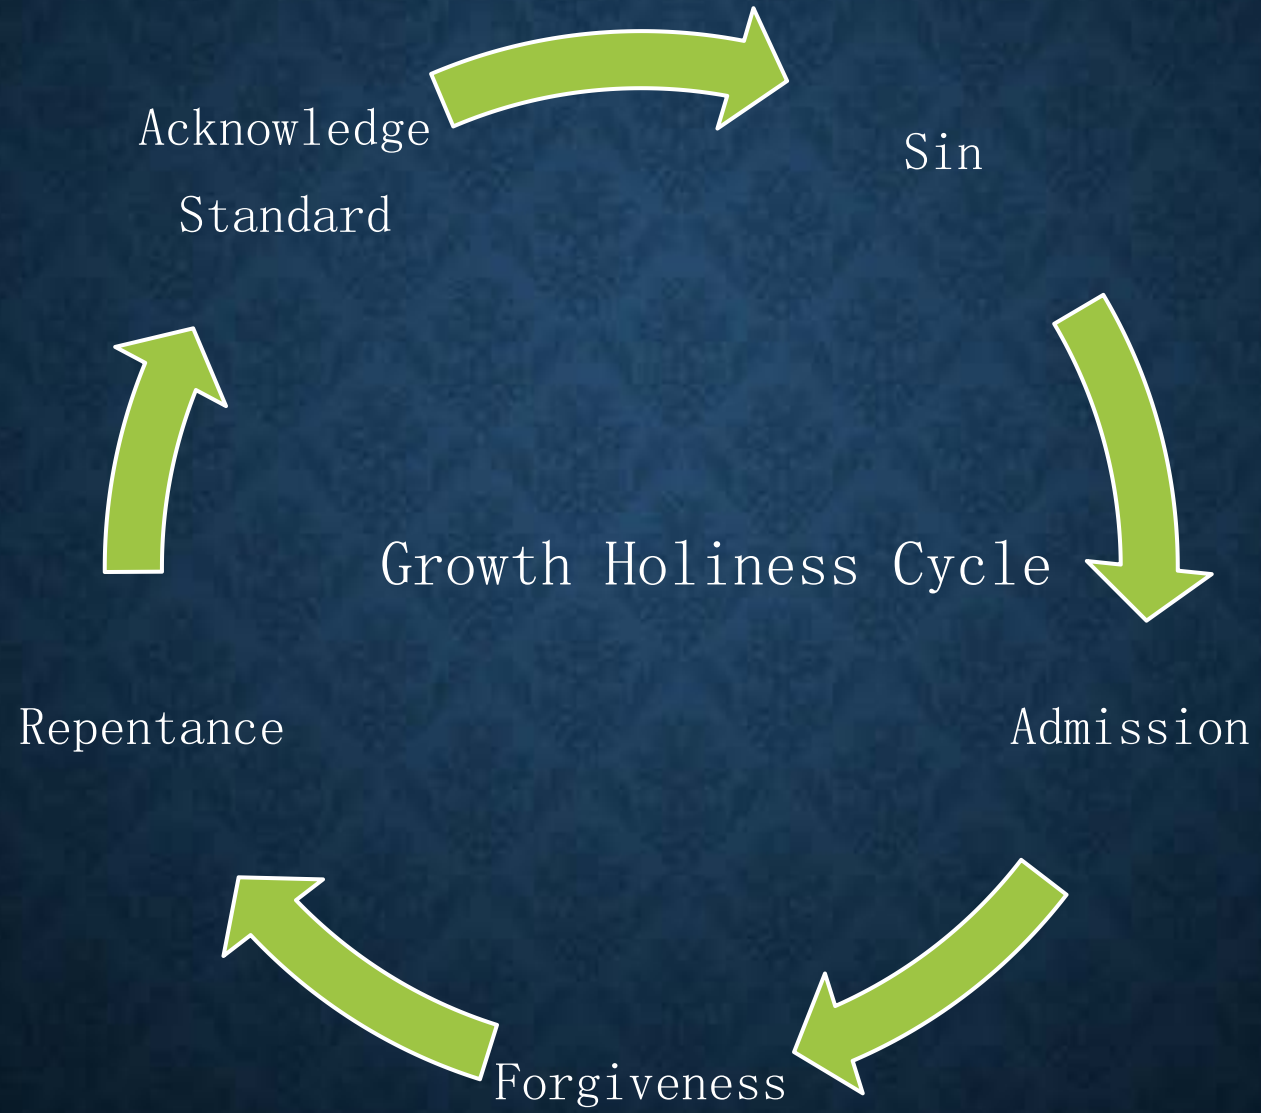 Acknowledge
Standard
Sin
Growth Holiness Cycle
Repentance
Admission
Forgiveness